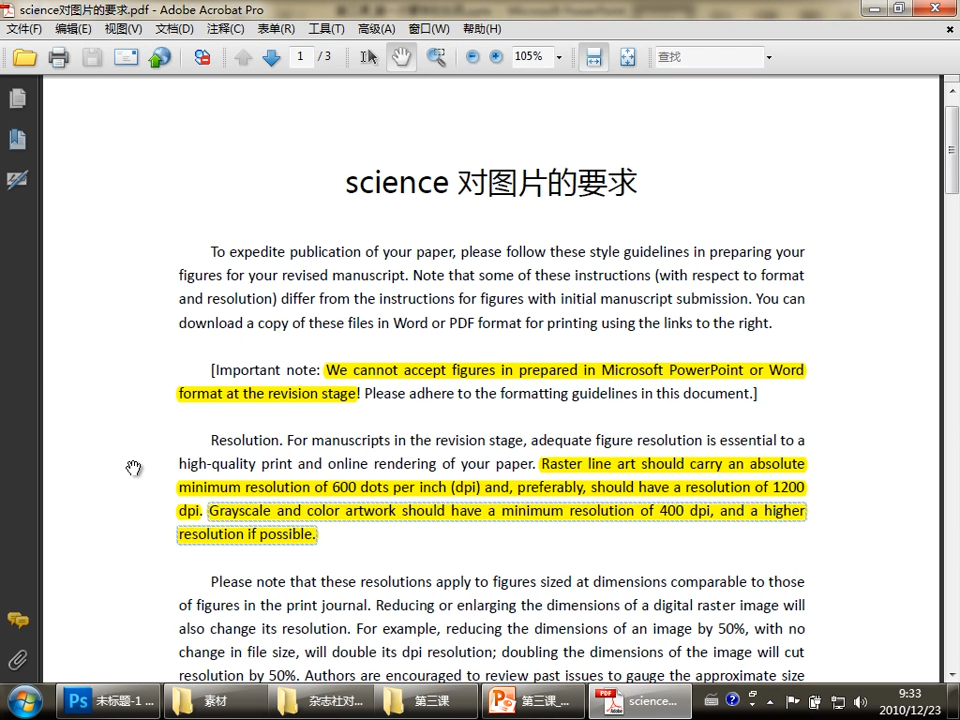 science对图片的要求.pdf - Adobe Acrobat Pro
文件(F) 编辑(E) 视图(V) 文档(D) 注释(C) 表单(R) 工具(T) 高级(A) 窗口(W) 帮助(H)
1 / 3 105% 查找
science 对图片的要求
To expedite publication of your paper, please follow these style guidelines in preparing your
figures for your revised manuscript. Note that some of these instructions (with respect to format
and resolution) differ from the instructions for figures with initial manuscript submission. You can
download a copy of these files in Word or PDF format for printing using the links to the right.
[Important note: We cannot accept figures in prepared in Microsoft PowerPoint or Word
format at the revision stage! Please adhere to the formatting guidelines in this document.]
Resolution. For manuscripts in the revision stage, adequate figure resolution is essential to a
high-quality print and online rendering of your paper. Raster line art should carry an absolute
minimum resolution of 600 dots per inch (dpi) and, preferably, should have a resolution of 1200
dpi. Grayscale and color artwork should have a minimum resolution of 400 dpi, and a higher
resolution if possible.
Please note that these resolutions apply to figures sized at dimensions comparable to those
of figures in the print journal. Reducing or enlarging the dimensions of a digital raster image will
also change its resolution. For example, reducing the dimensions of an image by 50%, with no
change in file size, will double its dpi resolution; doubling the dimensions of the image will cut
resolution by 50%. Authors are encouraged to review past issues to gauge the approximate size
Ps 未标题-1 ... 素材 杂志社对... 第三课 第三课_... PDF science... 9:33
2010/12/23